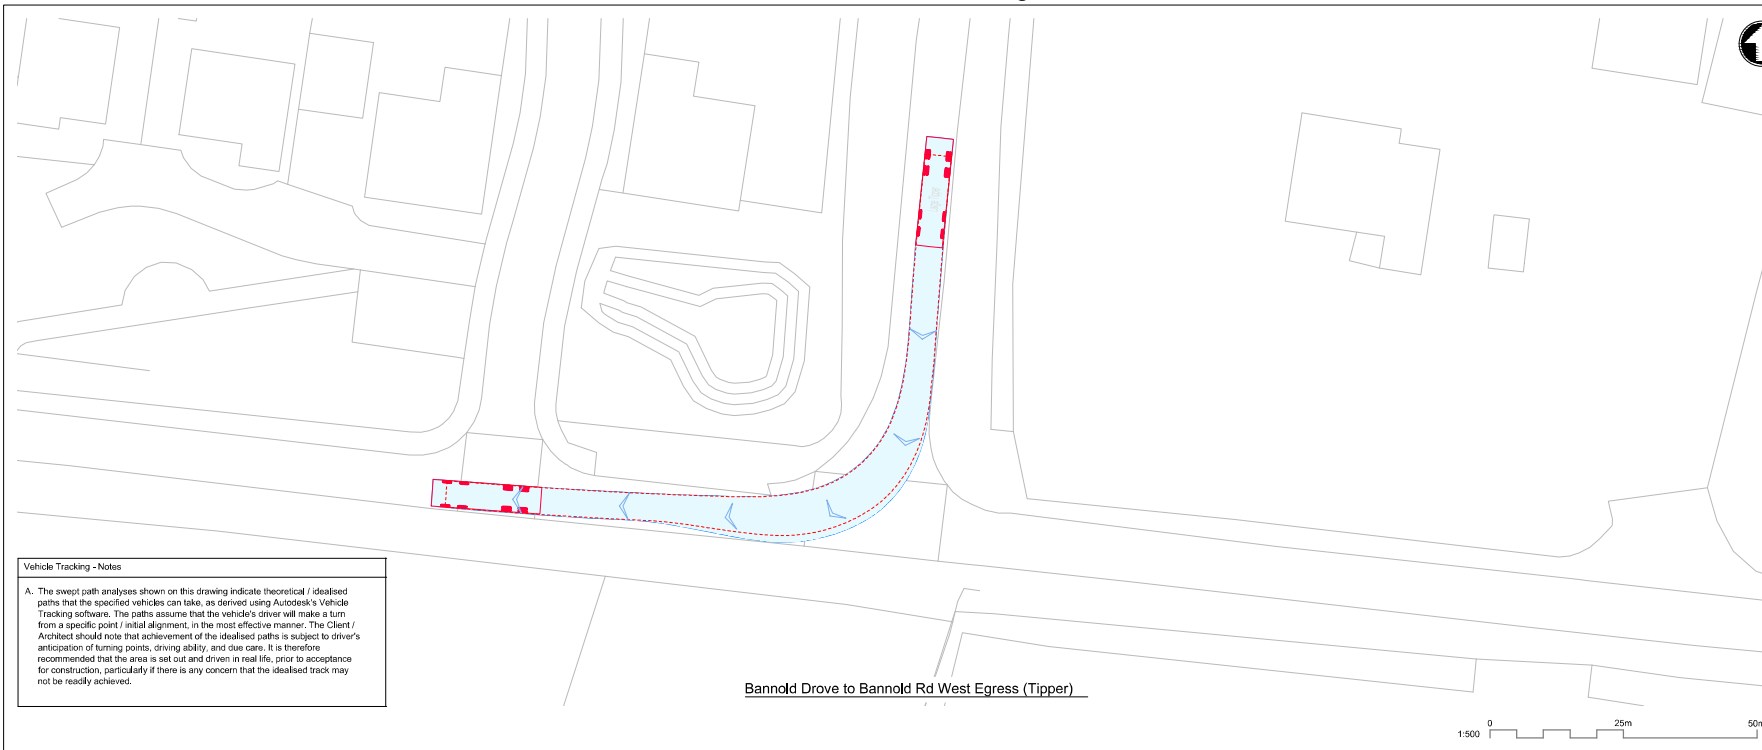 Vehicle Tracking - Notes
A. The swept path analyses shown on this drawing indicate theoretical / idealised
paths that the specified vehicles can take, as derived using Autodesk's Vehicle
Tracking software. The paths assume that the vehicle's driver will make a turn
from a specific point / initial alignment, in the most effective manner. The Client /
Architect should note that achievement of the idealised paths is subject to driver's
anticipation of turning points, driving ability, and due care. It is therefore
recommended that the area is set out and driven in real life, prior to acceptance
for construction, particularly if there is any concern that the idealised track may
not be readily achieved.
Bannold Drove to Bannold Rd West Egress (Tipper)
0 25m 50m
1:500